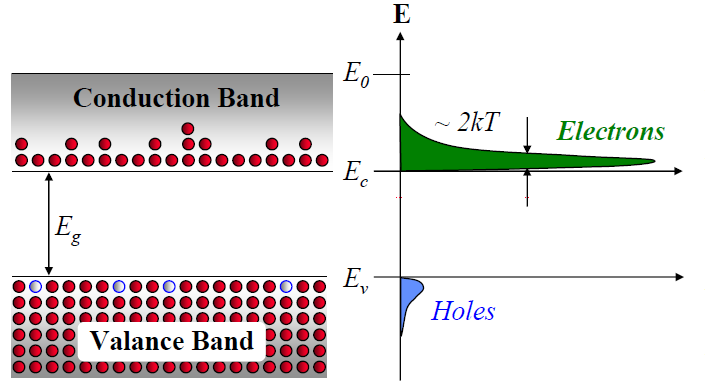 E
E0
Conduction Band
~ 2kT
Electrons
Ec
Eg
Ev
Holes
Valance Band